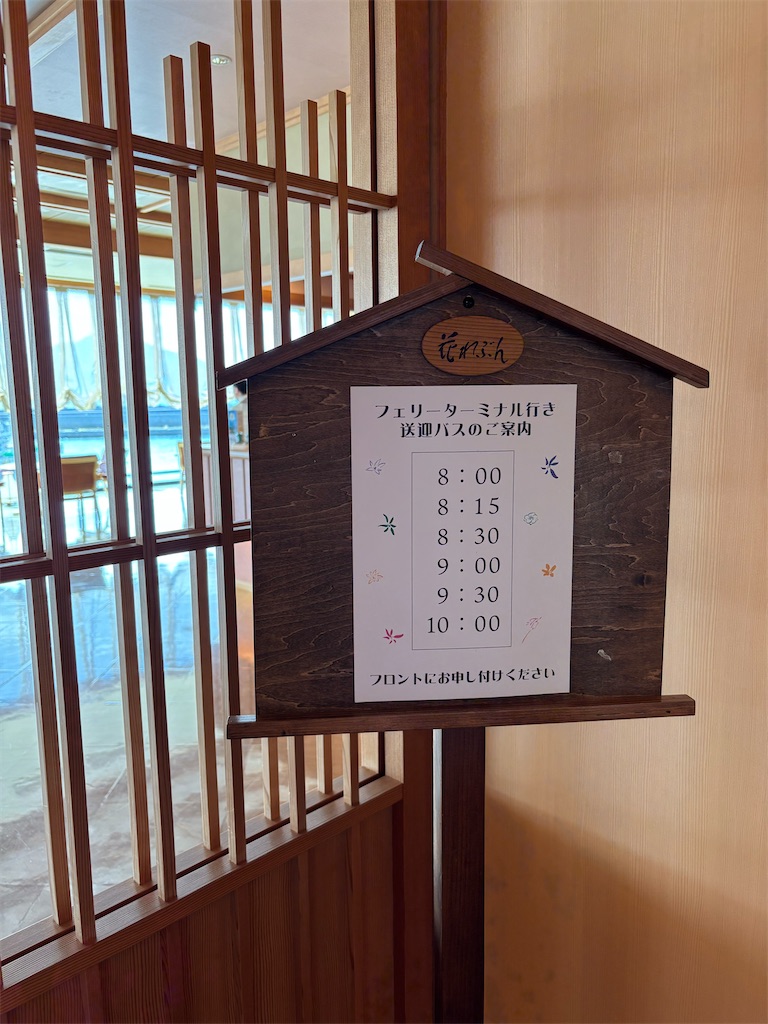 花れぶん
フェリーターミナル行き
送迎バスのご案内
8：00
8：15
8：30
9：00
9：30
10：00
フロントにお申し付けください